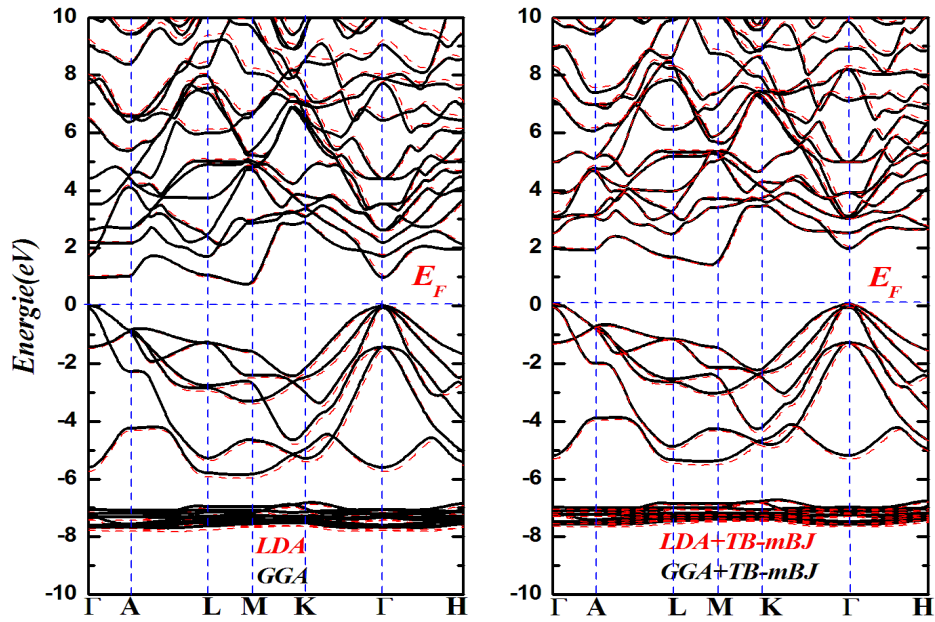 Energie(eV)
10
8
6
4
2
0
-2
-4
-6
-8
-10
E_F
LDA
GGA
Γ A L M K Γ H
10
8
6
4
2
0
-2
-4
-6
-8
-10
E_F
LDA+TB-mBJ
GGA+TB-mBJ
Γ A L M K Γ H